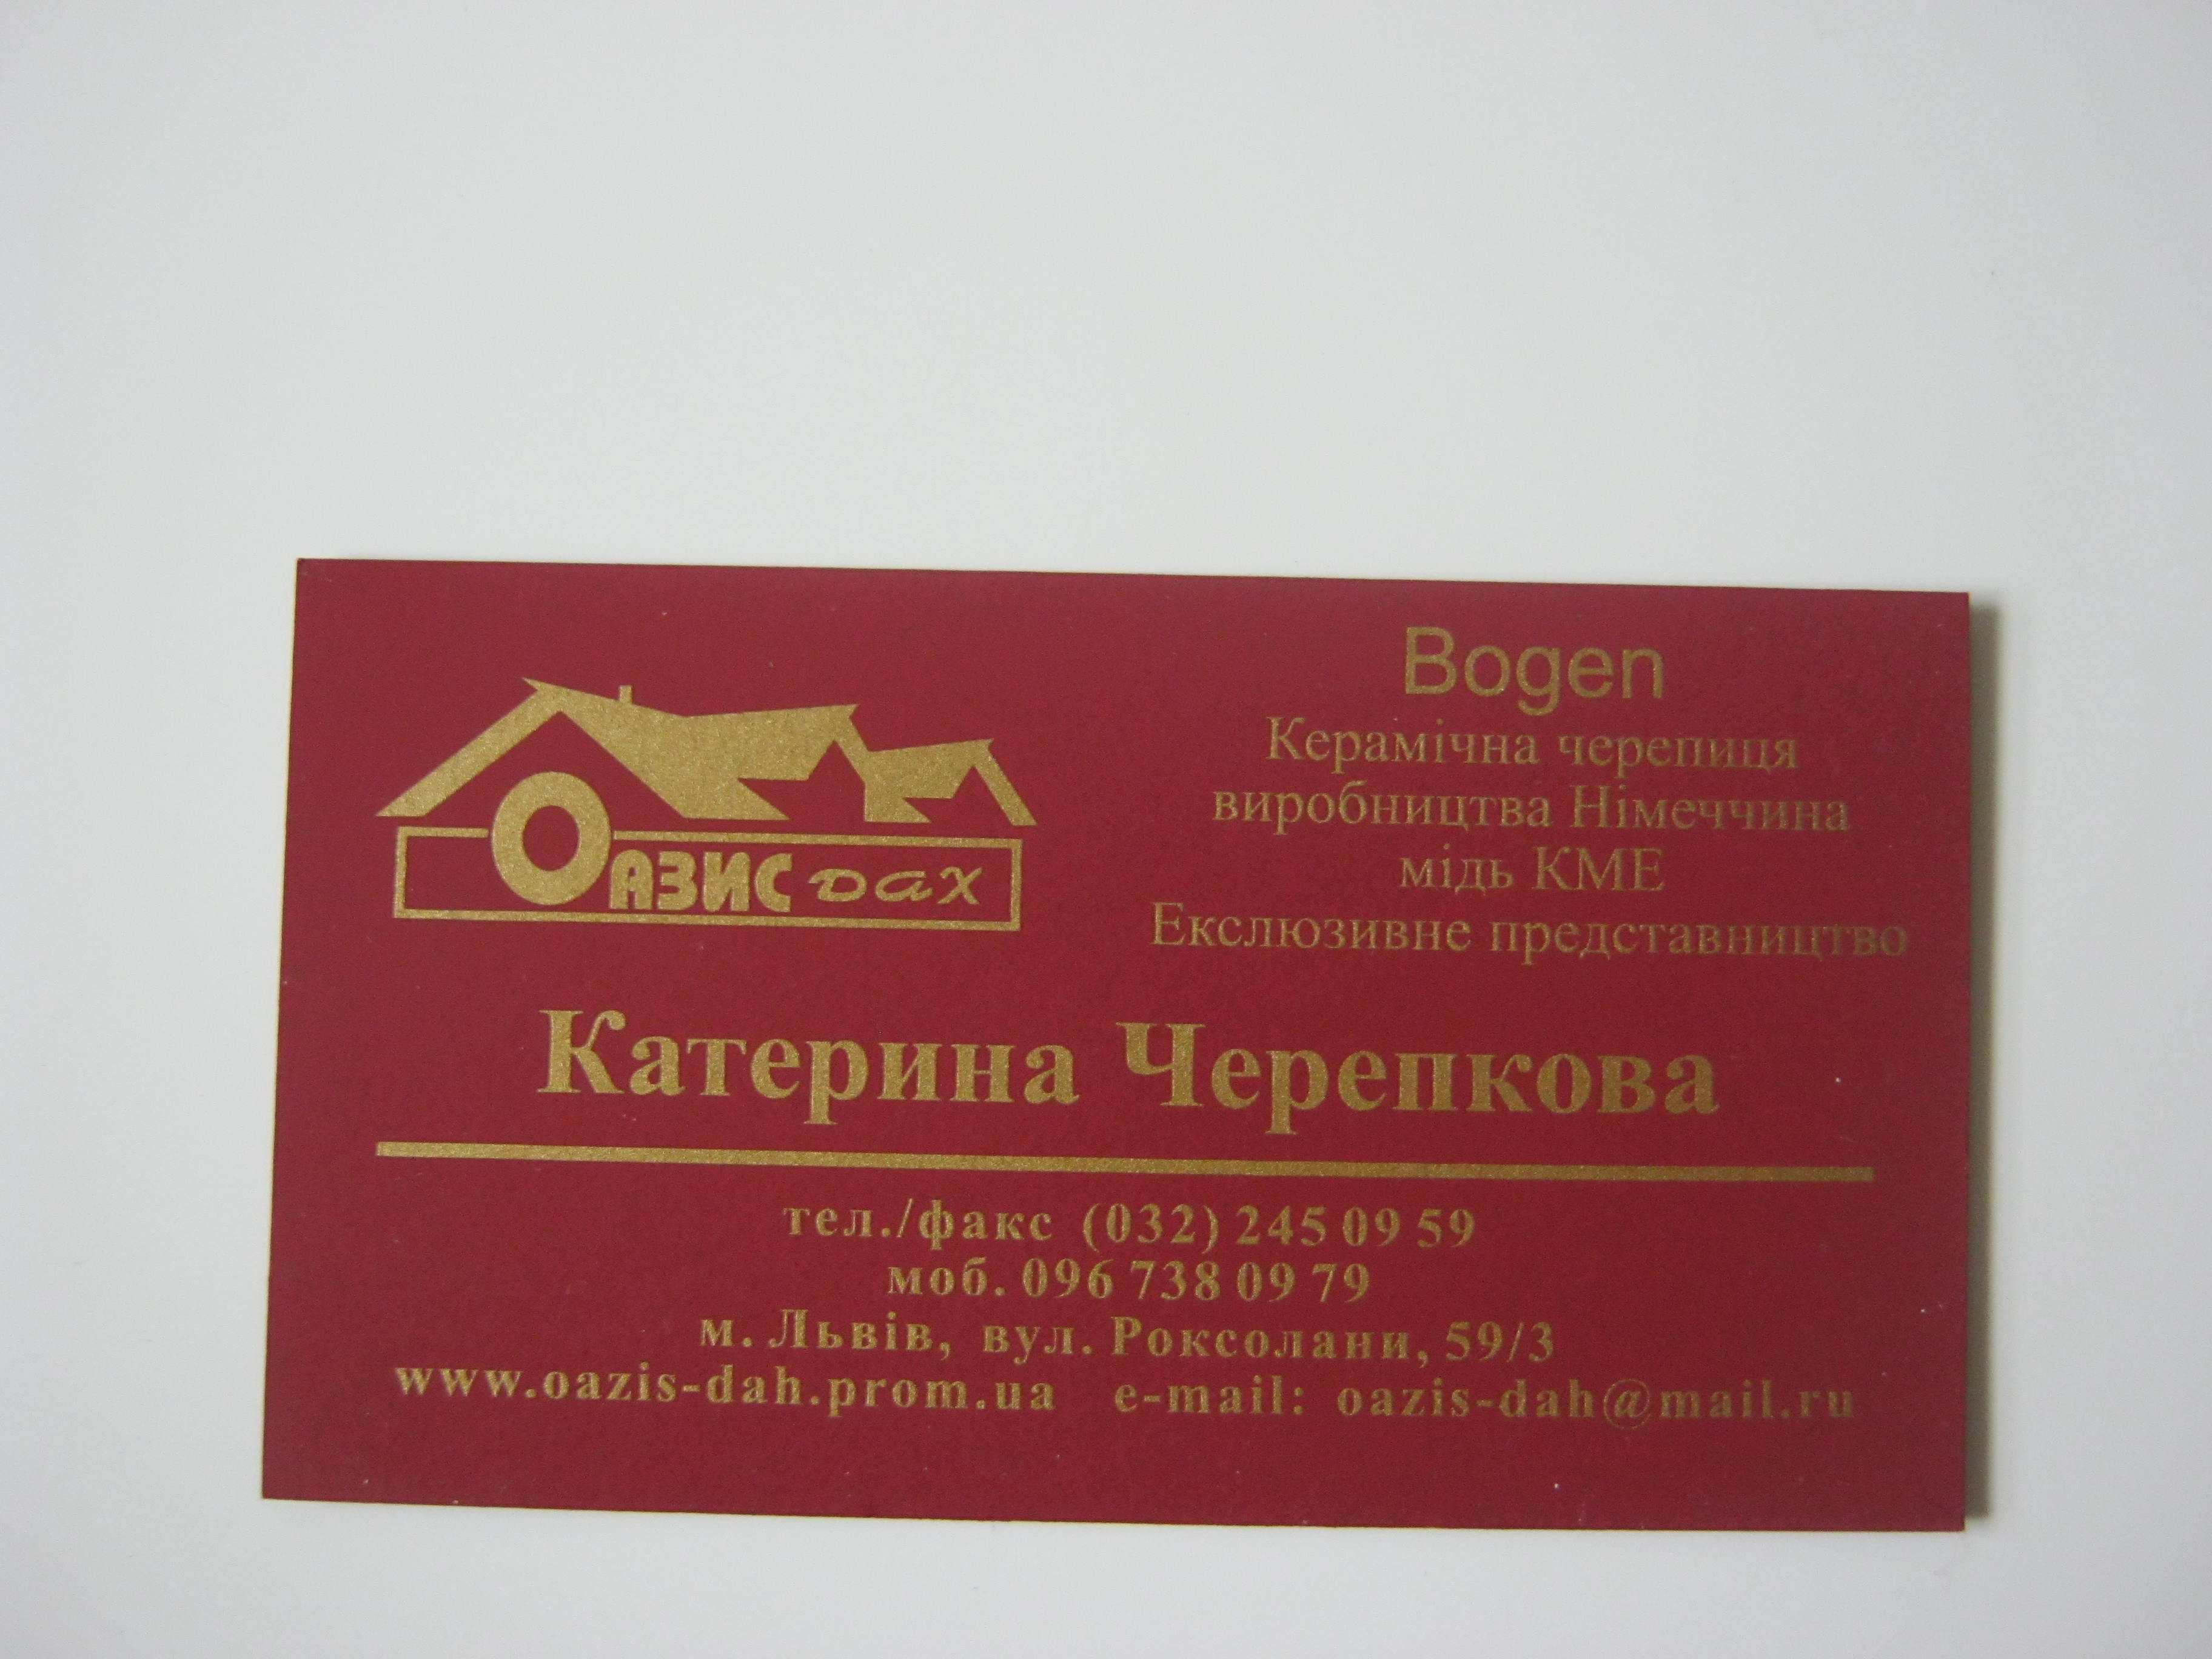 Оазис дах
Bogen
Керамічна черепиця
виробництва Німеччина
мідь КМЕ
Екслюзивне представництво
Катерина Черепкова
тел./факс (032) 245 09 59
моб. 096 738 09 79
м. Львів, вул. Роксолани, 59/3
www.oazis-dah.prom.ua e-mail: oazis-dah@mail.ru